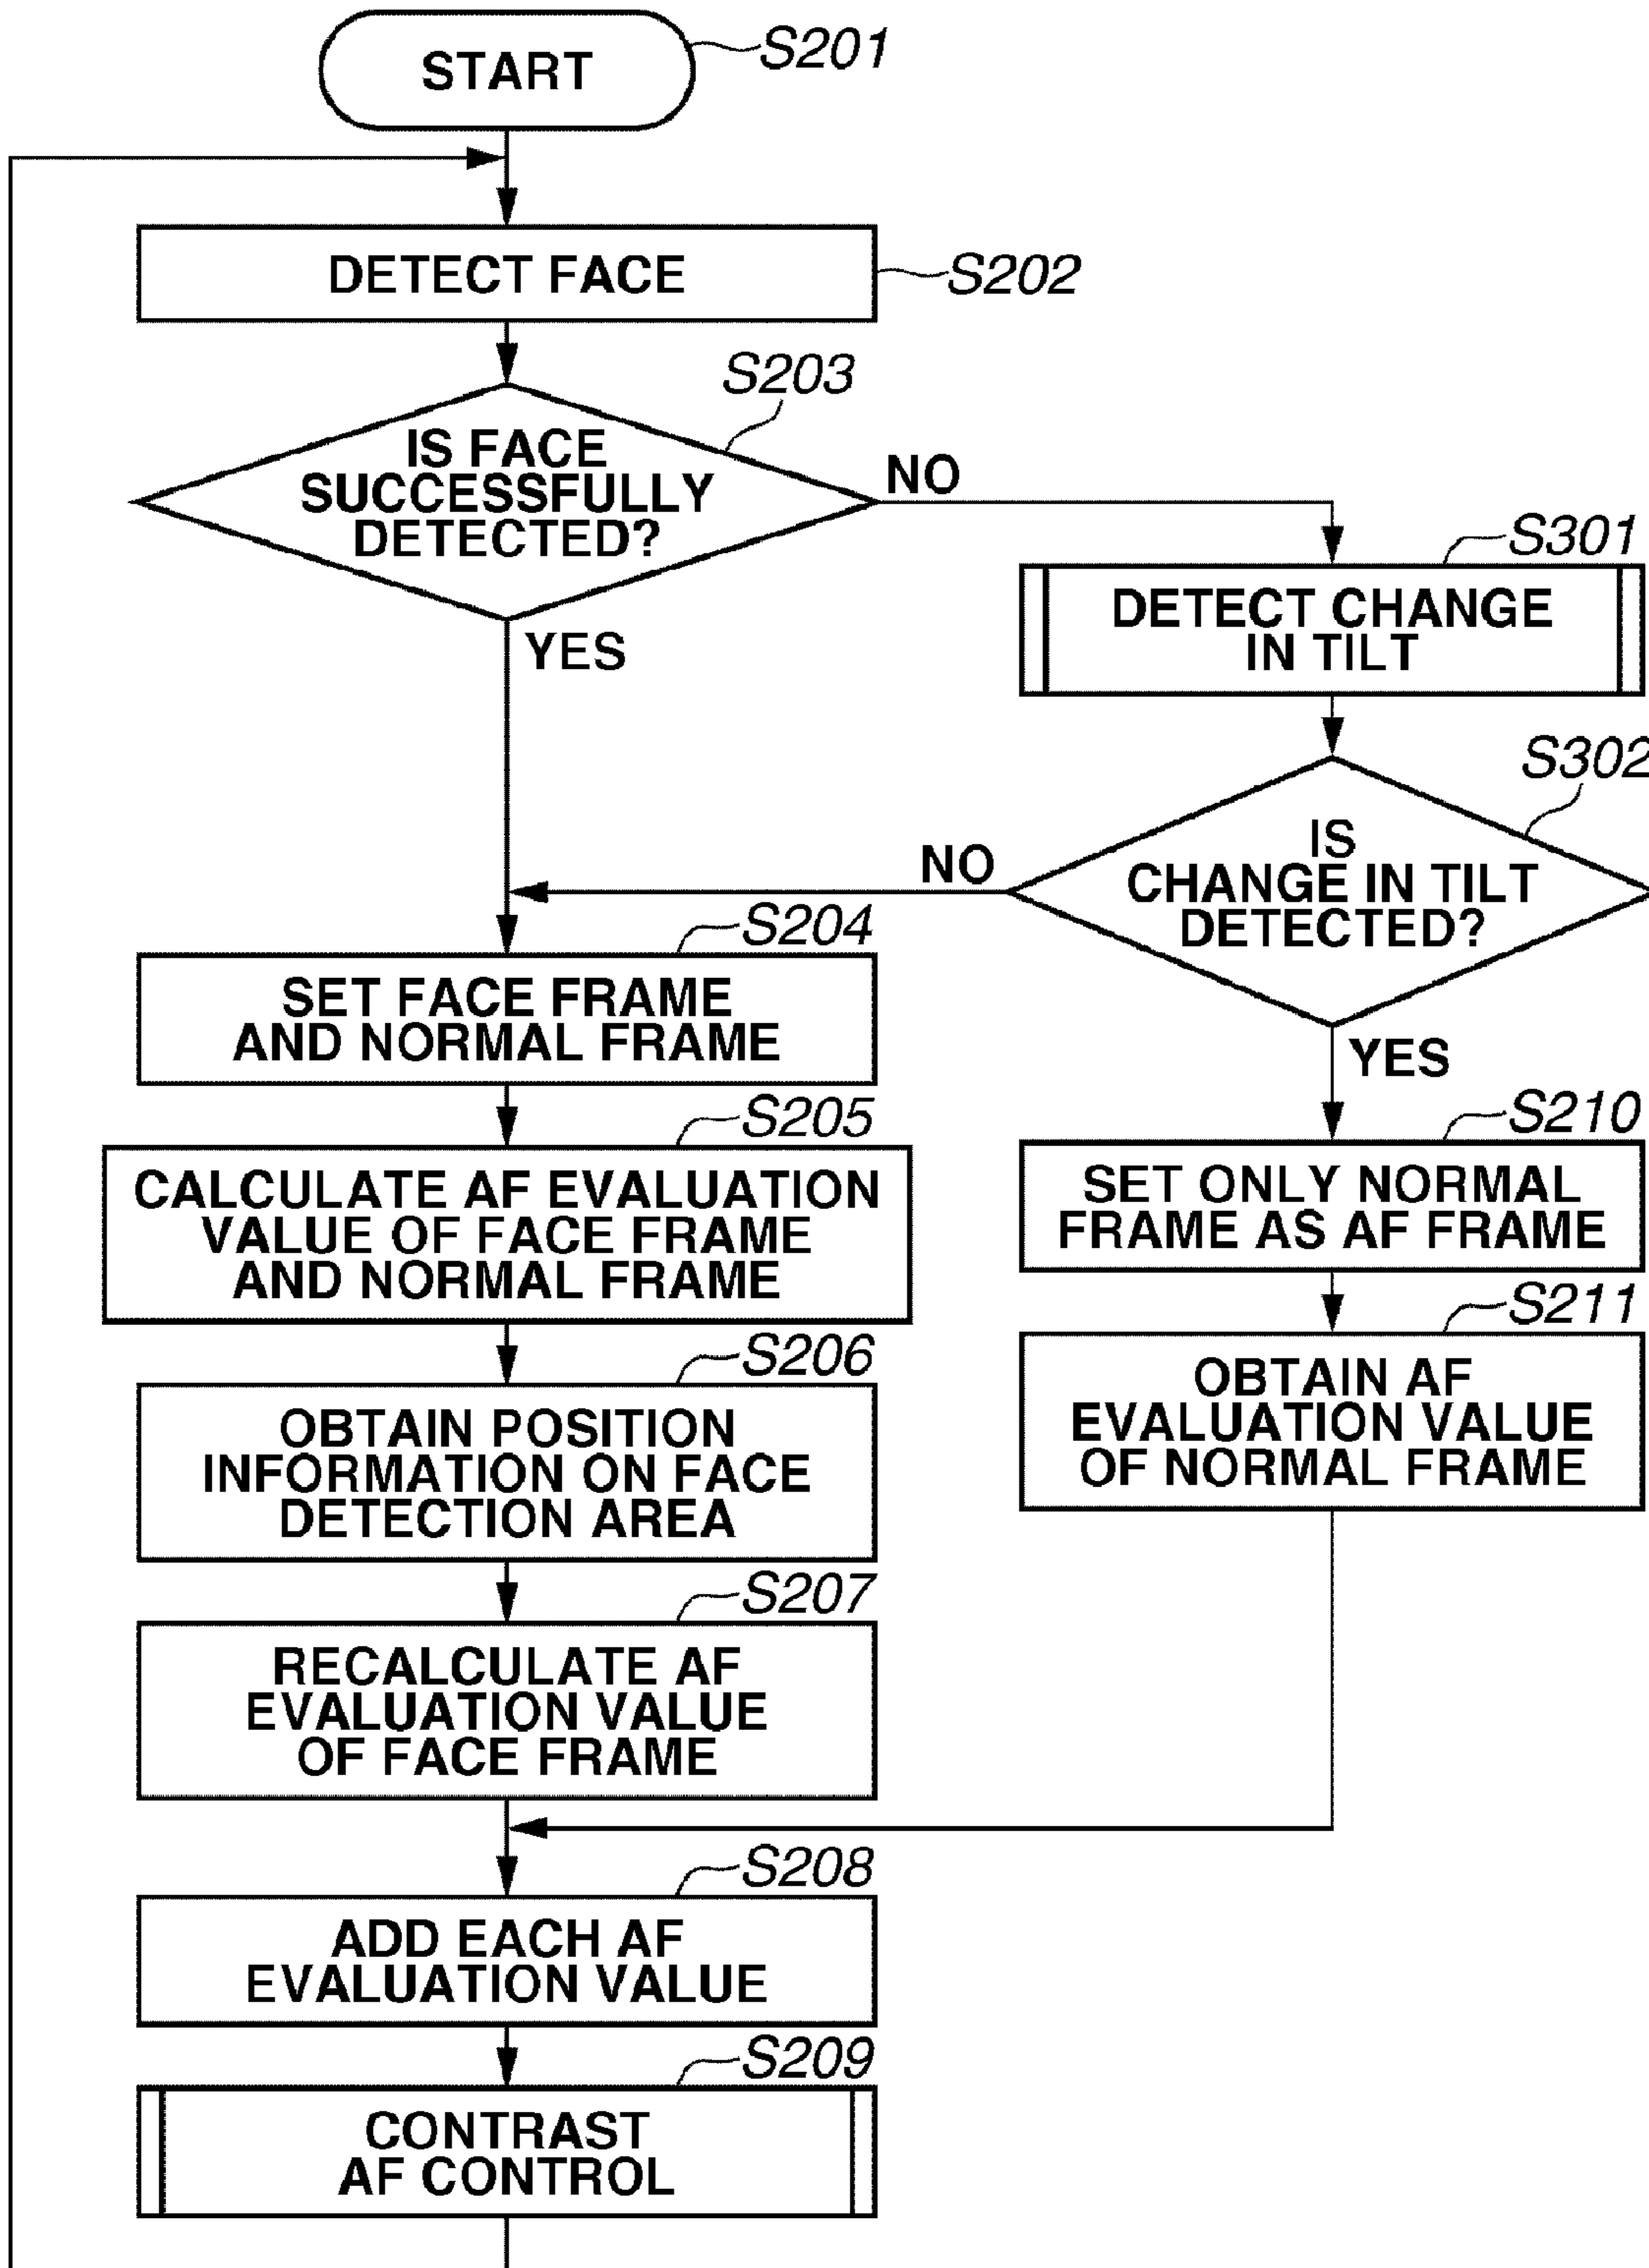 START
S201
DETECT FACE
S202
S203
IS FACE
SUCCESSFULLY
DETECTED?
NO
YES
S301
DETECT CHANGE
IN TILT
S302
IS
CHANGE IN TILT
DETECTED?
NO
YES
S204
SET FACE FRAME
AND NORMAL FRAME
S205
CALCULATE AF EVALUATION
VALUE OF FACE FRAME
AND NORMAL FRAME
S210
SET ONLY NORMAL
FRAME AS AF FRAME
S211
OBTAIN AF
EVALUATION VALUE
OF NORMAL FRAME
S206
OBTAIN POSITION
INFORMATION ON FACE
DETECTION AREA
S207
RECALCULATE AF
EVALUATION VALUE
OF FACE FRAME
S208
ADD EACH AF
EVALUATION VALUE
S209
CONTRAST
AF CONTROL